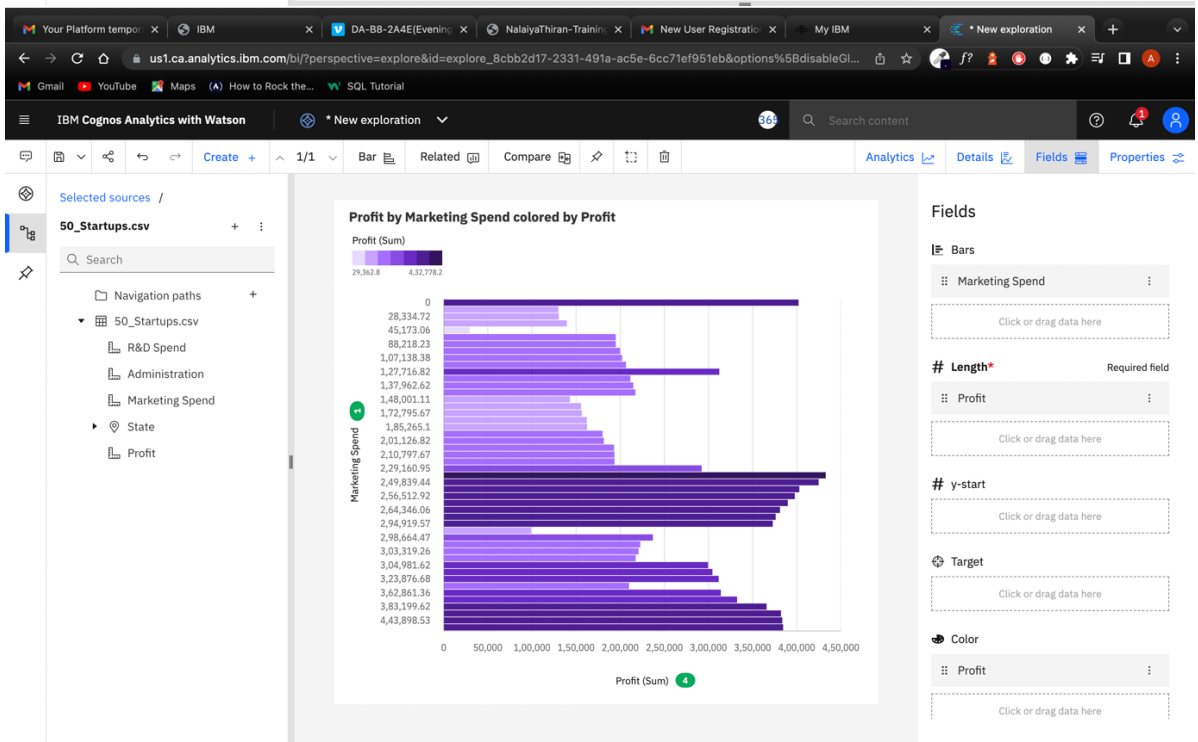 Your Platform tempor
IBM
DA-B8-2A4E(Evening
NalaiyaThiran-Training
New User Registration
My IBM
* New exploration
us1.ca.analytics.ibm.com/bi/?perspective=explore&id=explore_8cbb2d17-2331-491a-ac5e-6cc71ef951eb&options%5BdisableGl...
Gmail
YouTube
Maps
How to Rock the...
SQL Tutorial
IBM Cognos Analytics with Watson
* New exploration
365
Search content
1
Create +
1/1
Bar
Related
Compare
Analytics
Details
Fields
Properties
Selected sources /
50_Startups.csv
Search
Navigation paths
50_Startups.csv
R&D Spend
Administration
Marketing Spend
State
Profit
Profit by Marketing Spend colored by Profit
Profit (Sum)
29,362.8 4,32,778.2
0
28,334.72
45,173.06
88,218.23
1,07,138.38
1,27,716.82
1,37,962.62
1,48,001.11
1,72,795.67
1,85,265.1
2,01,126.82
2,10,797.67
2,29,160.95
2,49,839.44
2,56,512.92
2,64,346.06
2,94,919.57
2,98,664.47
3,03,319.26
3,04,981.62
3,23,876.68
3,62,861.36
3,83,199.62
4,43,898.53
Marketing Spend
1
0 50,000 1,00,000 1,50,000 2,00,000 2,50,000 3,00,000 3,50,000 4,00,000 4,50,000
Profit (Sum) 4
Fields
Bars
Marketing Spend
Click or drag data here
# Length* Required field
Profit
Click or drag data here
# y-start
Click or drag data here
Target
Click or drag data here
Color
Profit
Click or drag data here